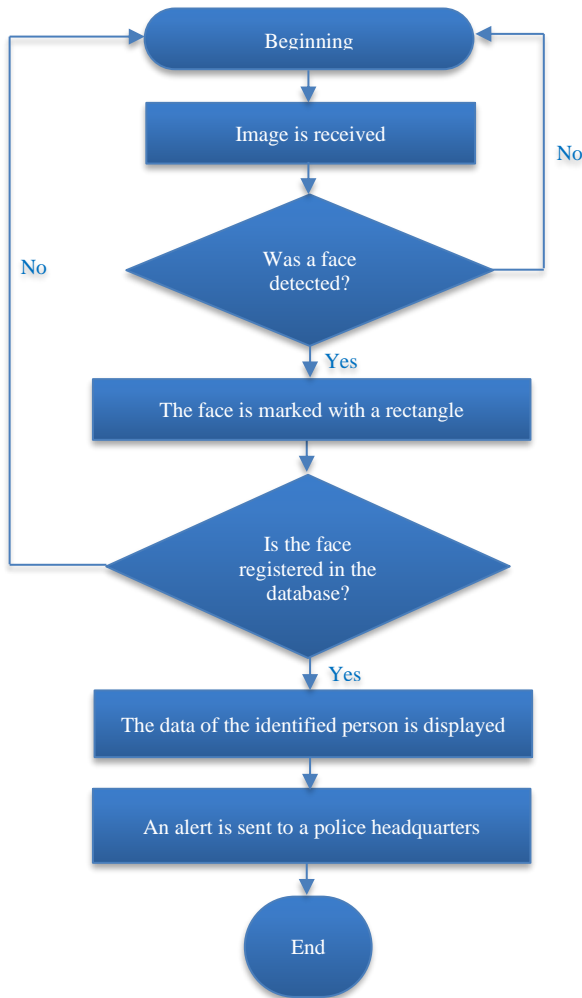 Beginning
Image is received
No
Was a face
detected?
No
Yes
The face is marked with a rectangle
Is the face
registered in the
database?
Yes
The data of the identified person is displayed
An alert is sent to a police headquarters
End